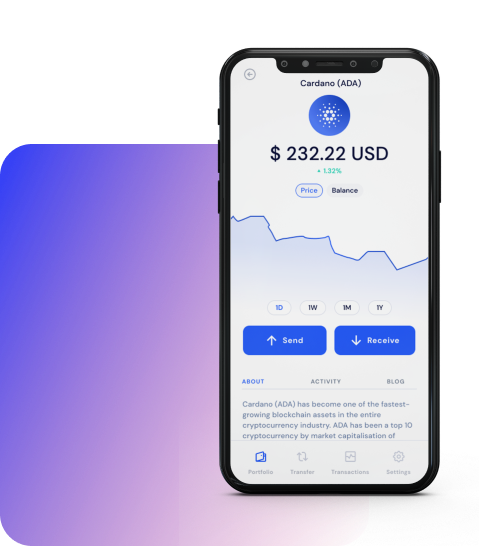 Cardano (ADA)
$ 232.22 USD
1.32%
Price Balance
1D 1W 1M 1Y
Send Receive
ABOUT ACTIVITY BLOG
Cardano (ADA) has become one of the fastest-
growing blockchain assets in the entire
cryptocurrency industry. ADA has been a top 10
cryptocurrency by market capitalisation of
Portfolio Transfer Transactions Settings